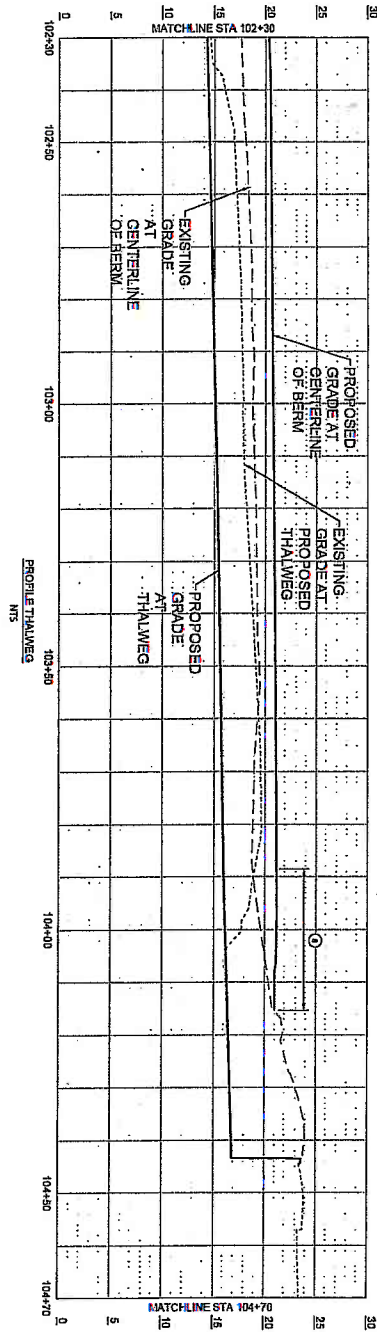 MATCHLINE STA 102+30
30
25
20
15
10
5
0
102+30
102+50
103+00
103+50
104+00
104+50
104+70
PROPOSED
GRADE AT
CENTERLINE
OF BERM
EXISTING
GRADE AT
PROPOSED
THALWEG
EXISTING
GRADE
AT
CENTERLINE
OF BERM
PROPOSED
GRADE
AT
THALWEG
8
30
25
20
15
10
5
0
MATCHLINE STA 104+70
PROFILE THALWEG
NTS